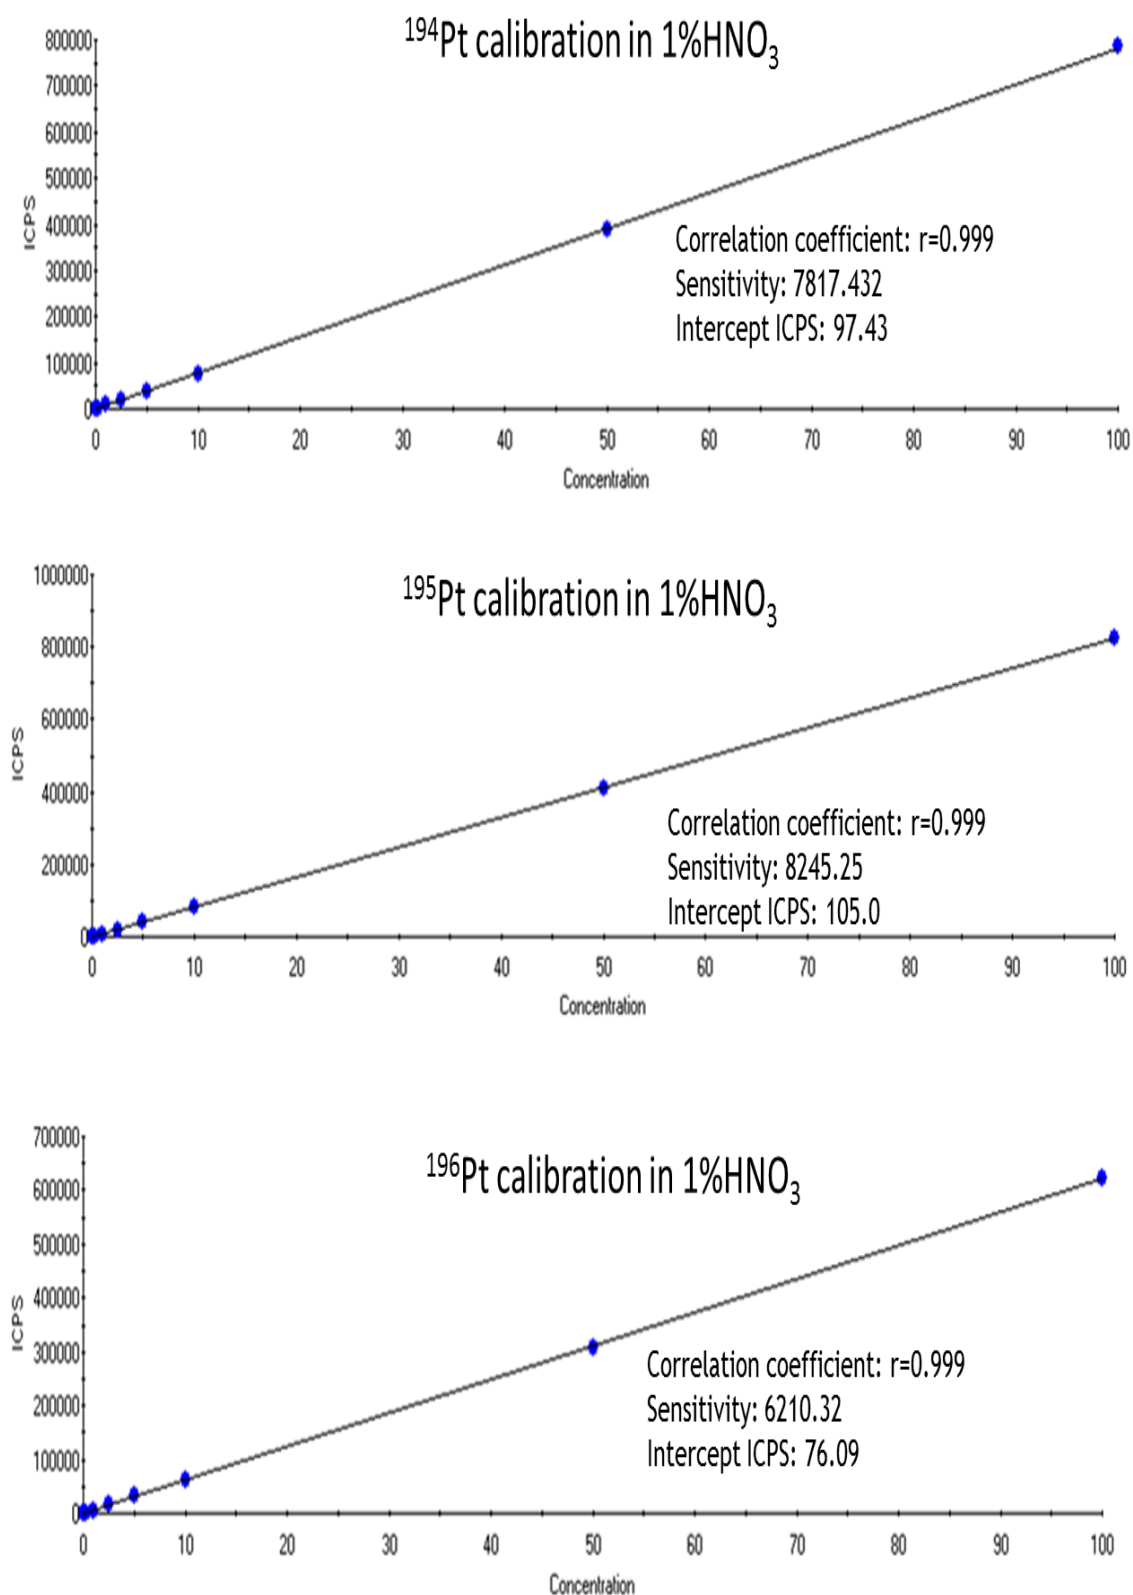 ¹⁹⁴Pt calibration in 1%HNO₃
800000
700000
600000
500000
400000
300000
200000
100000
0
ICPS
Correlation coefficient: r=0.999
Sensitivity: 7817.432
Intercept ICPS: 97.43
0 10 20 30 40 50 60 70 80 90 100
Concentration
¹⁹⁵Pt calibration in 1%HNO₃
1000000
800000
600000
400000
200000
0
ICPS
Correlation coefficient: r=0.999
Sensitivity: 8245.25
Intercept ICPS: 105.0
0 10 20 30 40 50 60 70 80 90 100
Concentration
¹⁹⁶Pt calibration in 1%HNO₃
700000
600000
500000
400000
300000
200000
100000
0
ICPS
Correlation coefficient: r=0.999
Sensitivity: 6210.32
Intercept ICPS: 76.09
0 10 20 30 40 50 60 70 80 90 100
Concentration